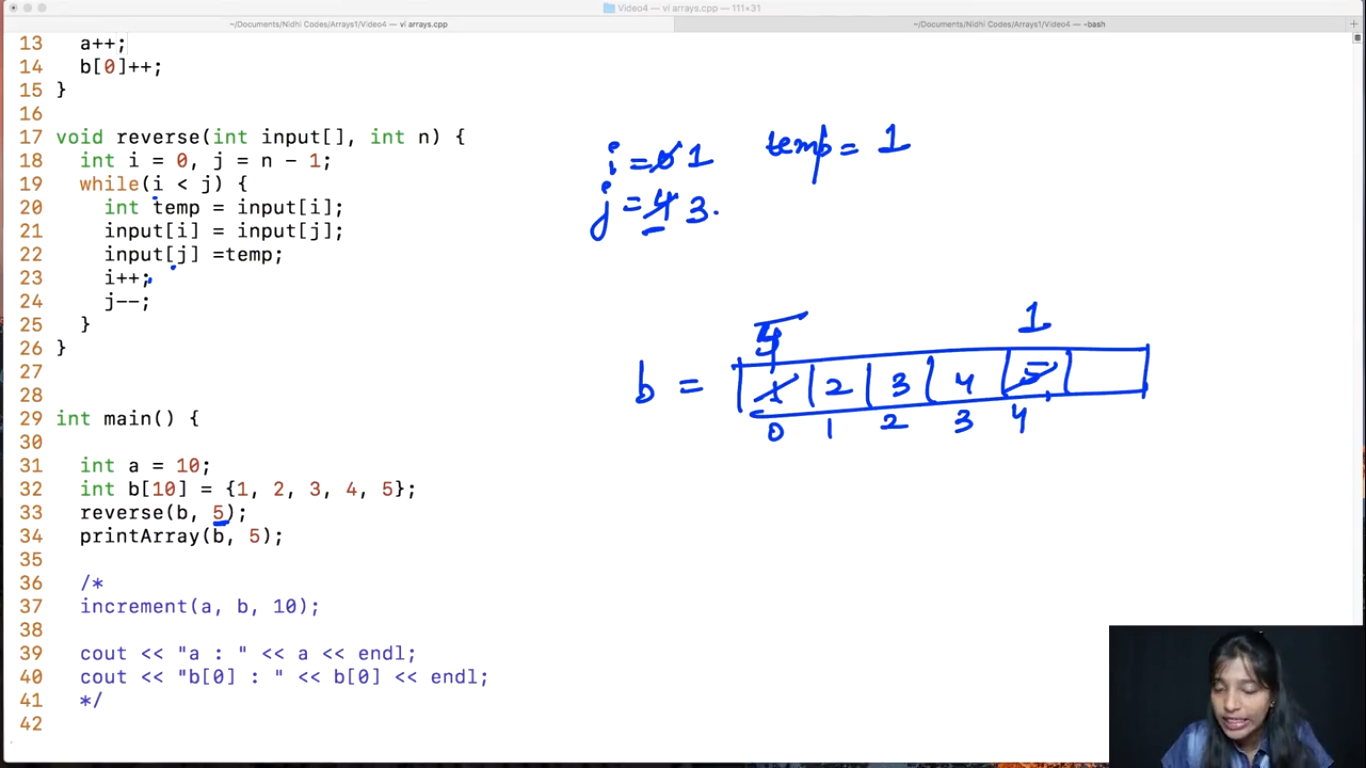 Video4 — vi arrays.cpp — 111×31
~/Documents/Nidhi Codes/Arrays1/Video4 — vi arrays.cpp
~/Documents/Nidhi Codes/Arrays1/Video4 — -bash
13 a++;
14 b[0]++;
15 }
16
17 void reverse(int input[], int n) {
18 int i = 0, j = n - 1;
19 while(i < j) {
20 int temp = input[i];
21 input[i] = input[j];
22 input[j] =temp;
23 i++;
24 j--;
25 }
26 }
27
28
29 int main() {
30
31 int a = 10;
32 int b[10] = {1, 2, 3, 4, 5};
33 reverse(b, 5);
34 printArray(b, 5);
35
36 /*
37 increment(a, b, 10);
38
39 cout << "a : " << a << endl;
40 cout << "b[0] : " << b[0] << endl;
41 */
42
i = 0 1 temp = 1
j = 4 3.
5 1
b = 1 2 3 4 5
0 1 2 3 4